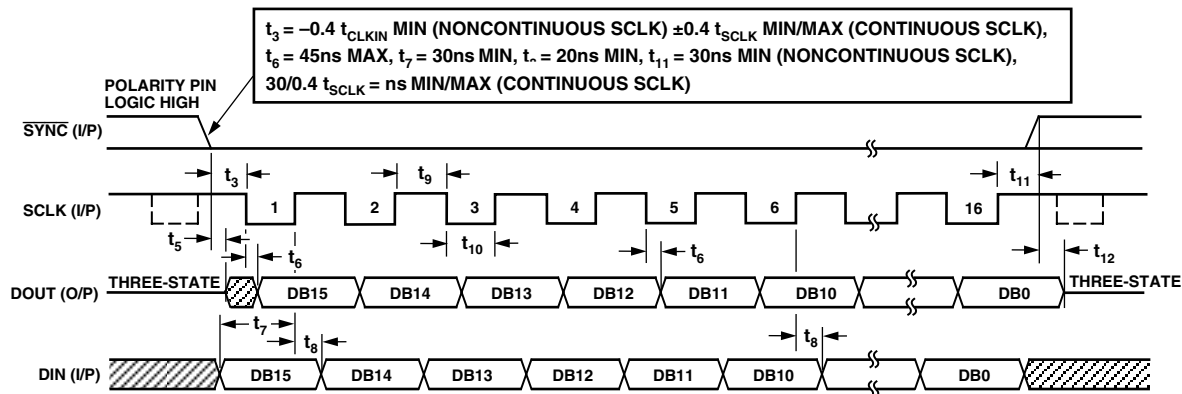 t3 = –0.4 tCLKIN MIN (NONCONTINUOUS SCLK) ±0.4 tSCLK MIN/MAX (CONTINUOUS SCLK),
t6 = 45ns MAX, t7 = 30ns MIN, = 20ns MIN, t11 = 30ns MIN (NONCONTINUOUS SCLK),
30/0.4 tSCLK = ns MIN/MAX (CONTINUOUS SCLK)
POLARITY PIN
LOGIC HIGH
SYNC (I/P)
t3 t9 t11
SCLK (I/P) 1 2 3 4 5 6 16
t5 t6 t10 t6 t12
THREE-STATE THREE-STATE
DOUT (O/P) DB15 DB14 DB13 DB12 DB11 DB10 DB0
t7 t8 t8
DIN (I/P) DB15 DB14 DB13 DB12 DB11 DB10 DB0